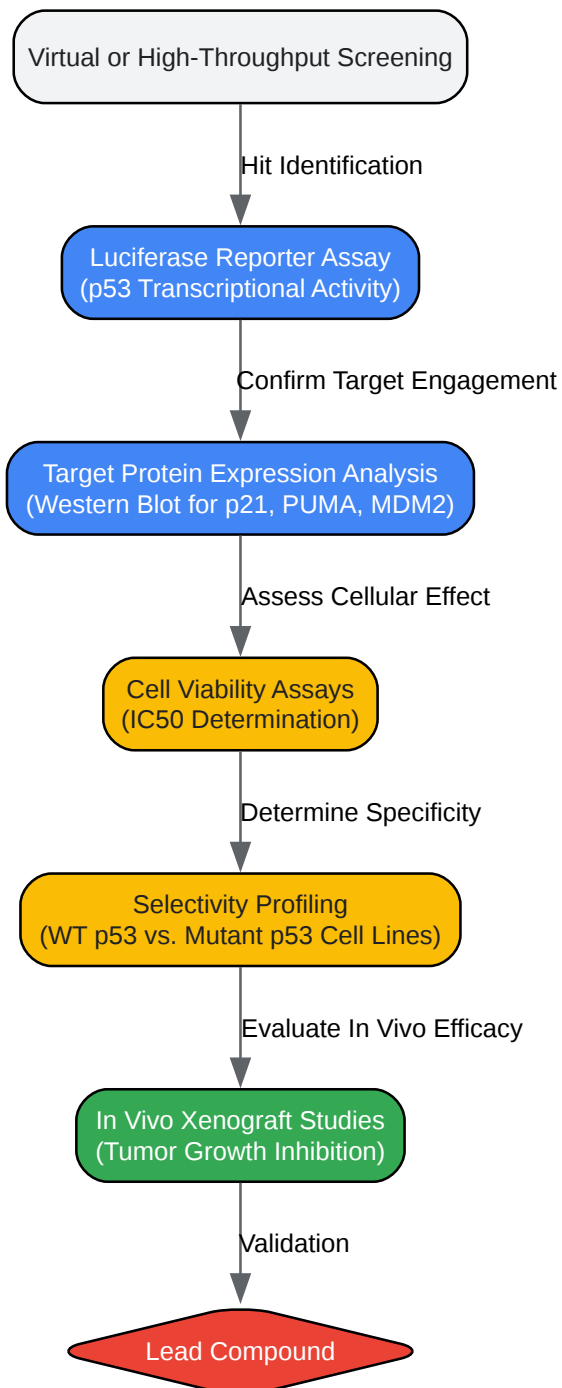 Virtual or High-Throughput Screening
Hit Identification
Luciferase Reporter Assay
(p53 Transcriptional Activity)
Confirm Target Engagement
Target Protein Expression Analysis
(Western Blot for p21, PUMA, MDM2)
Assess Cellular Effect
Cell Viability Assays
(IC50 Determination)
Determine Specificity
Selectivity Profiling
(WT p53 vs. Mutant p53 Cell Lines)
Evaluate In Vivo Efficacy
In Vivo Xenograft Studies
(Tumor Growth Inhibition)
Validation
Lead Compound